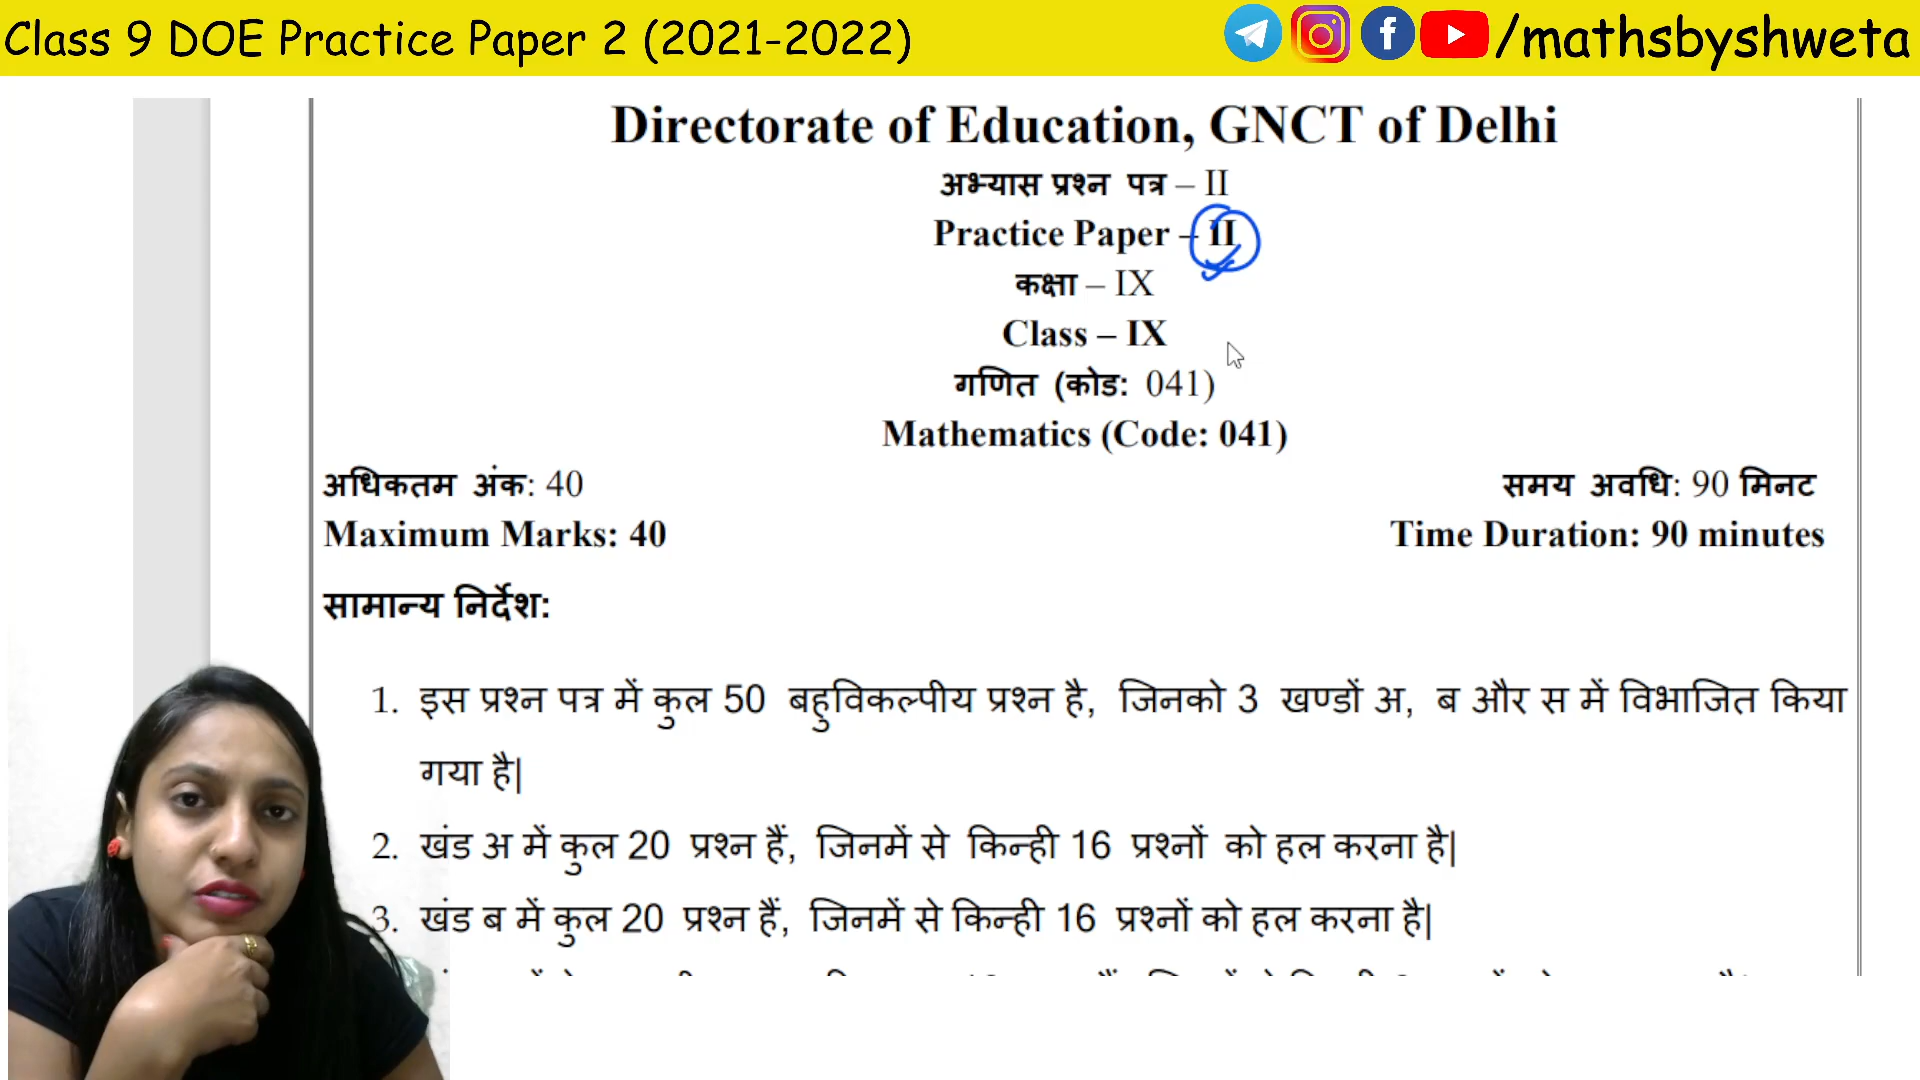 Class 9 DOE Practice Paper 2 (2021-2022)
/mathsbyshweta
Directorate of Education, GNCT of Delhi
अभ्यास प्रश्न पत्र – II
Practice Paper – II
कक्षा – IX
Class – IX
गणित (कोड: 041)
Mathematics (Code: 041)
अधिकतम अंक: 40
समय अवधि: 90 मिनट
Maximum Marks: 40
Time Duration: 90 minutes
सामान्य निर्देश:
1. इस प्रश्न पत्र में कुल 50 बहुविकल्पीय प्रश्न है, जिनको 3 खण्डों अ, ब और स में विभाजित किया
गया है|
2. खंड अ में कुल 20 प्रश्न हैं, जिनमें से किन्ही 16 प्रश्नों को हल करना है|
3. खंड ब में कुल 20 प्रश्न हैं, जिनमें से किन्ही 16 प्रश्नों को हल करना है|